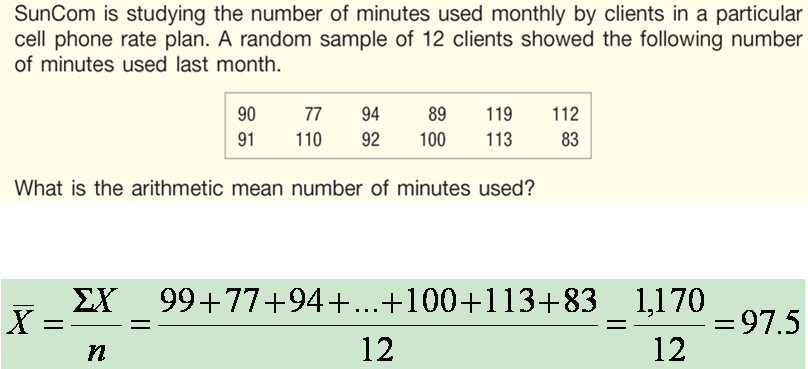 SunCom is studying the number of minutes used monthly by clients in a particular
cell phone rate plan. A random sample of 12 clients showed the following number
of minutes used last month.
90 77 94 89 119 112
91 110 92 100 113 83
What is the arithmetic mean number of minutes used?
X̅ = ΣX / n = 99+77+94+...+100+113+83 / 12 = 1,170 / 12 = 97.5